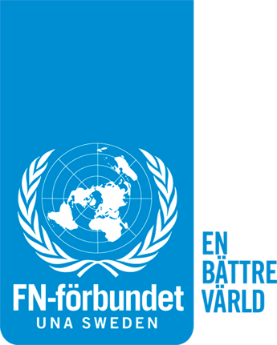 FN-förbundet
UNA SWEDEN
EN
BÄTTRE
VÄRLD